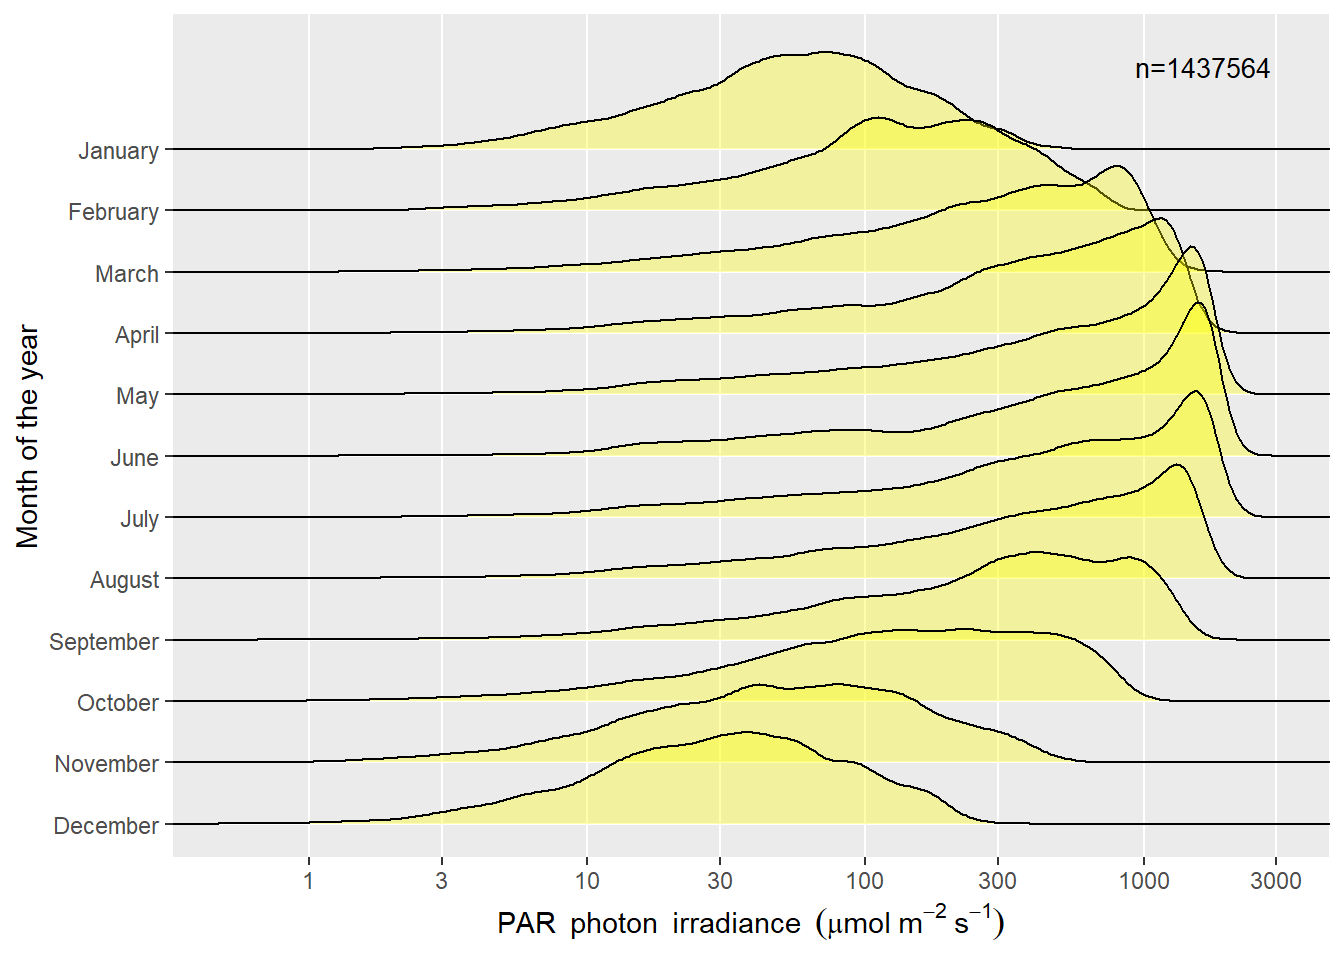 n=1437564
January
February
March
April
May
June
July
August
September
October
November
December
Month of the year
1 3 10 30 100 300 1000 3000
PAR photon irradiance (μmol m⁻² s⁻¹)